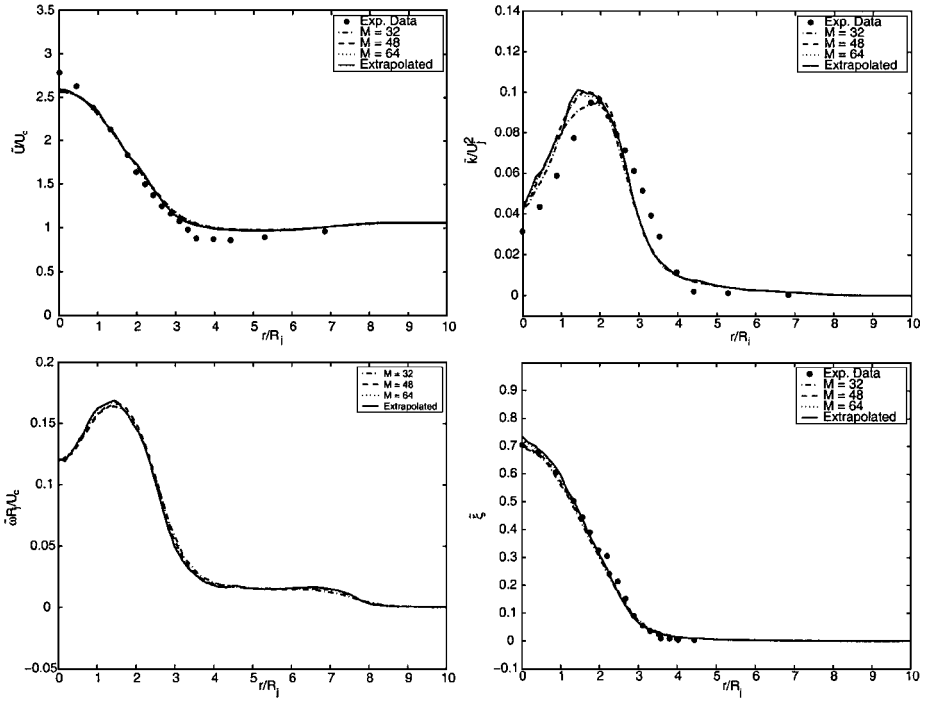 3.5
3
2.5
2
1.5
1
0.5
0
Ũ/U_c
Exp. Data
M = 32
M = 48
M = 64
Extrapolated
0 1 2 3 4 5 6 7 8 9 10
r/R_j
0.14
0.12
0.1
0.08
0.06
0.04
0.02
0
k̃/U_j^2
Exp. Data
M = 32
M = 48
M = 64
Extrapolated
0 1 2 3 4 5 6 7 8 9 10
r/R_j
0.2
0.15
0.1
0.05
0
−0.05
ω̃R_j/U_c
M = 32
M = 48
M = 64
Extrapolated
0 1 2 3 4 5 6 7 8 9 10
r/R_j
0.9
0.8
0.7
0.6
0.5
0.4
0.3
0.2
0.1
0
−0.1
ξ̃
Exp. Data
M = 32
M = 48
M = 64
Extrapolated
0 1 2 3 4 5 6 7 8 9 10
r/R_j